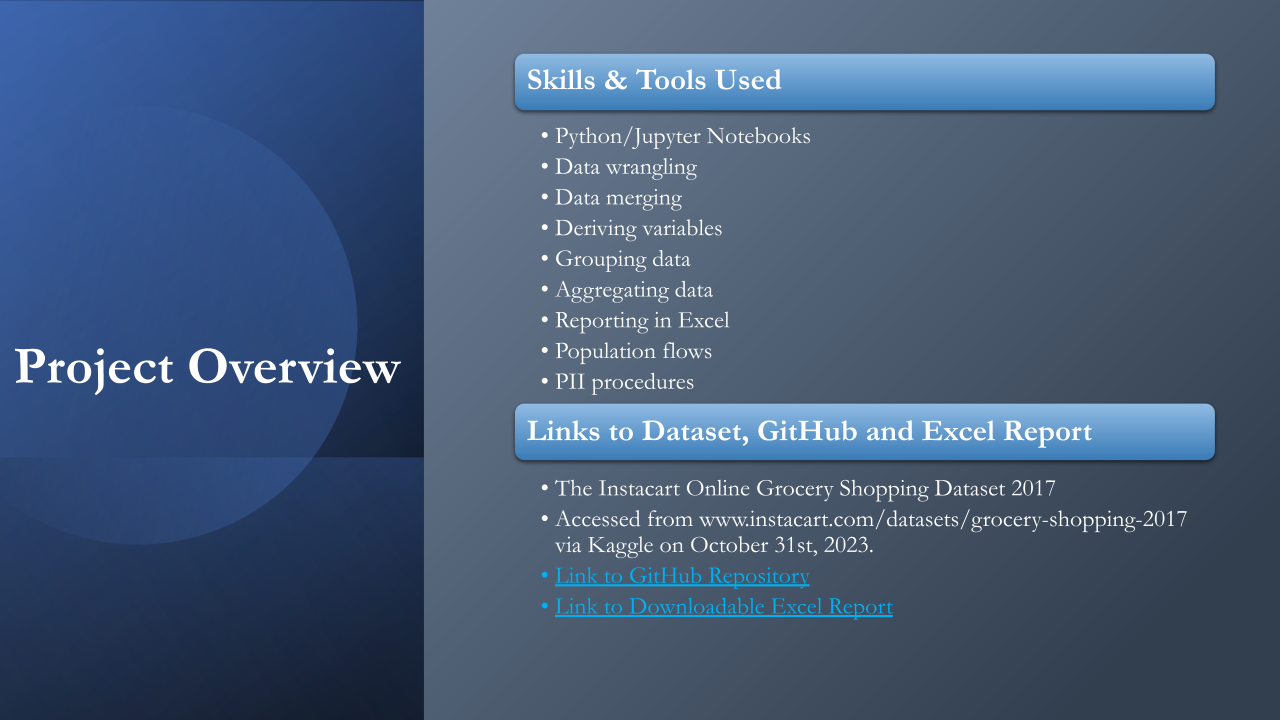 Project Overview
Skills & Tools Used
• Python/Jupyter Notebooks
• Data wrangling
• Data merging
• Deriving variables
• Grouping data
• Aggregating data
• Reporting in Excel
• Population flows
• PII procedures
Links to Dataset, GitHub and Excel Report
• The Instacart Online Grocery Shopping Dataset 2017
• Accessed from www.instacart.com/datasets/grocery-shopping-2017
via Kaggle on October 31st, 2023.
• Link to GitHub Repository
• Link to Downloadable Excel Report